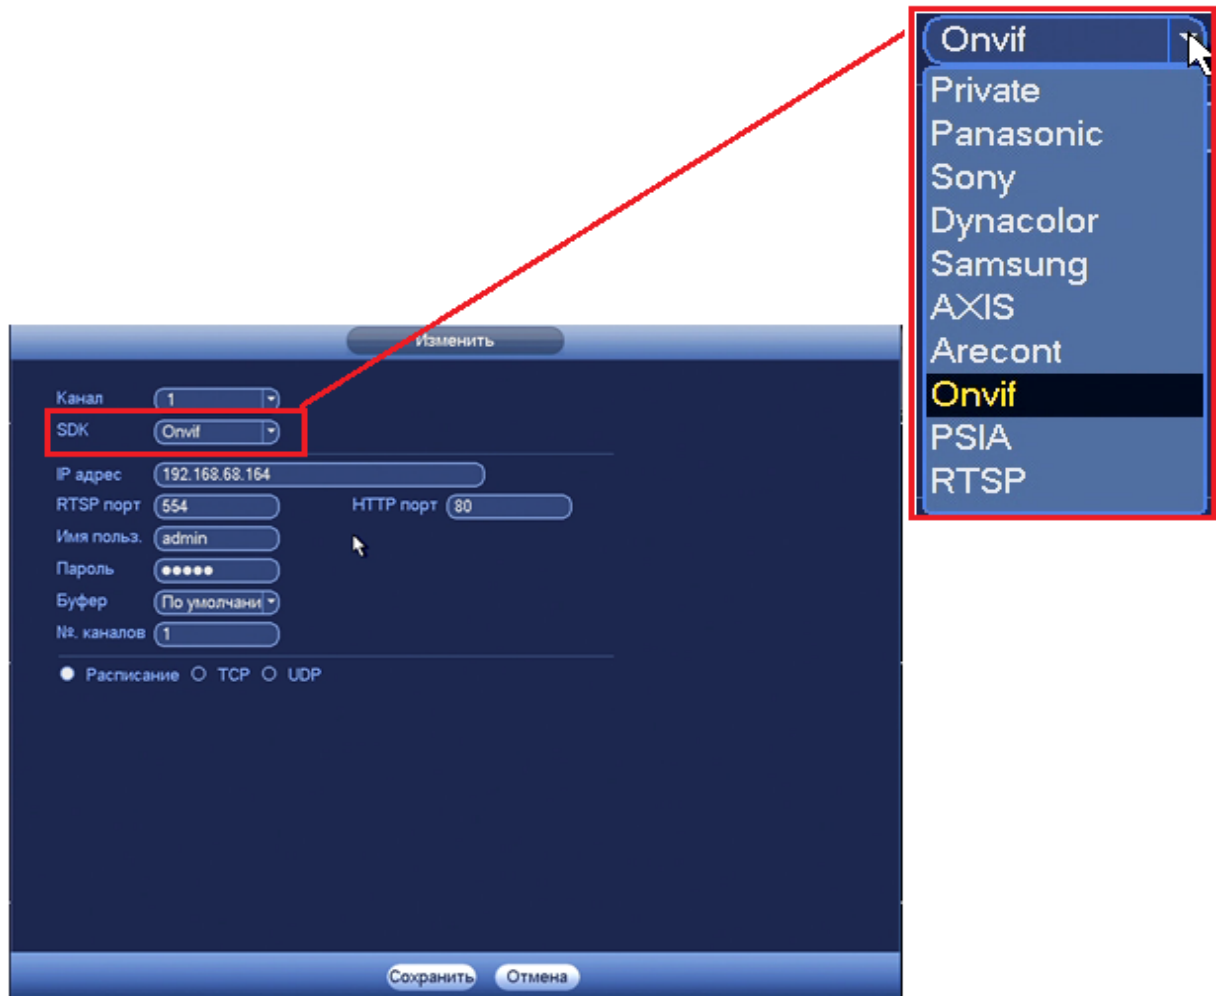 Onvif
Private
Panasonic
Sony
Dynacolor
Samsung
AXIS
Arecont
Onvif
PSIA
RTSP
Изменить
Канал 1
SDK Onvif
IP адрес 192.168.68.164
RTSP порт 554 HTTP порт 80
Имя польз. admin
Пароль ●●●●●
Буфер По умолчани
№. каналов 1
Расписание TCP UDP
Сохранить Отмена